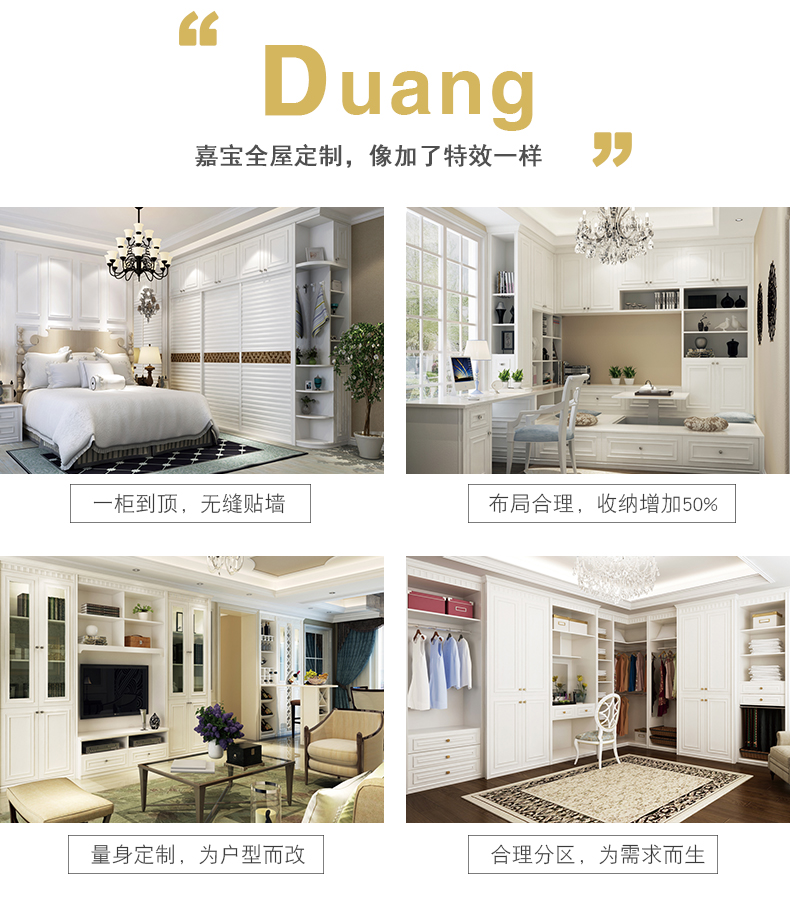 “
Duang
嘉宝全屋定制，像加了特效一样
”
一柜到顶，无缝贴墙
布局合理，收纳增加50%
量身定制，为户型而改
合理分区，为需求而生